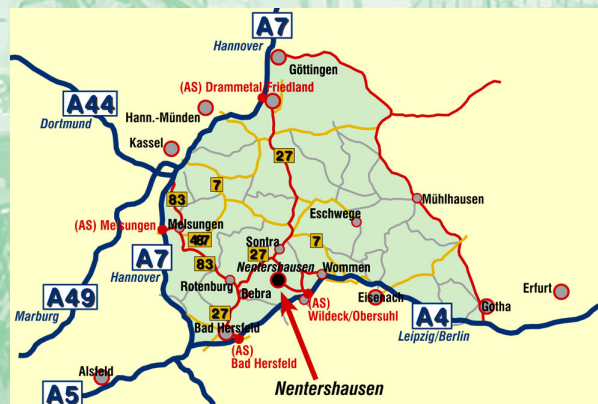 A7
Hannover
Göttingen
(AS) Drammetal Friedland
A44
Dortmund
Hann.-Münden
Kassel
27
7
83
Mühlhausen
Eschwege
(AS) Melsungen
Melsungen
487
7
A7
Hannover
83
Sontra
27
Nentershausen
Wommen
Rotenburg
Bebra
A49
Marburg
(AS)
Wildeck/Obersuhl
Eisenach
Erfurt
Gotha
A4
Leipzig/Berlin
27
Bad Hersfeld
(AS)
Bad Hersfeld
Alsfeld
A5
Nentershausen